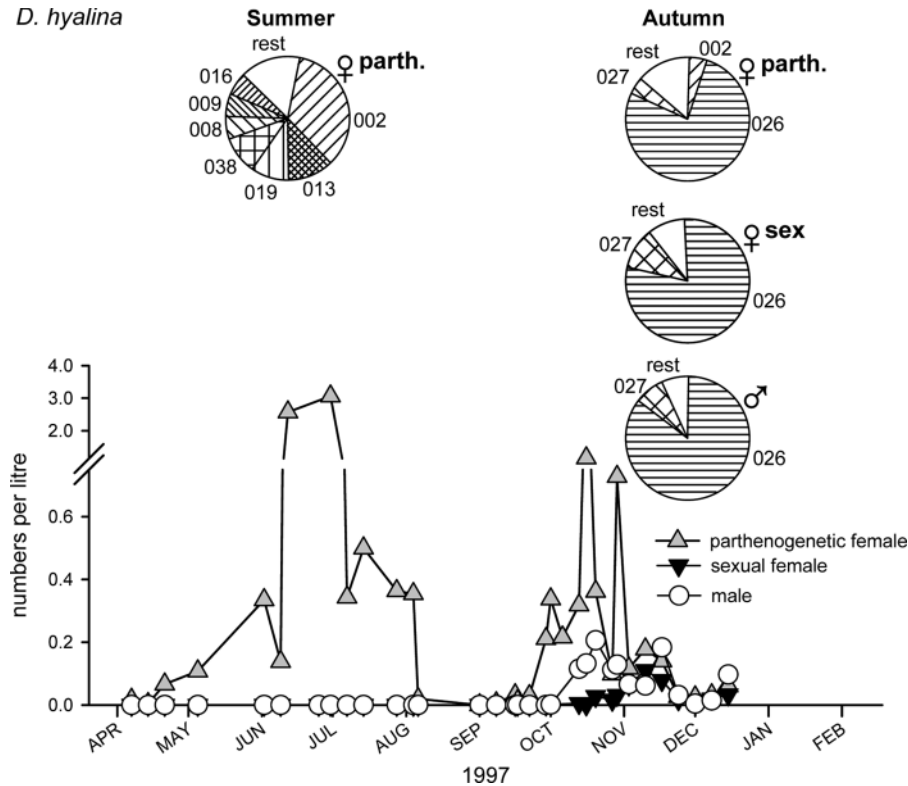 D. hyalina
Summer
Autumn
rest
♀ parth.
016
009
008
038
019
013
002
rest
002
♀ parth.
027
026
rest
♀ sex
027
026
rest
♂
027
026
numbers per litre
4.0
3.0
2.0
0.6
0.4
0.2
0.0
parthenogenetic female
sexual female
male
APR
MAY
JUN
JUL
AUG
SEP
OCT
NOV
DEC
JAN
FEB
1997